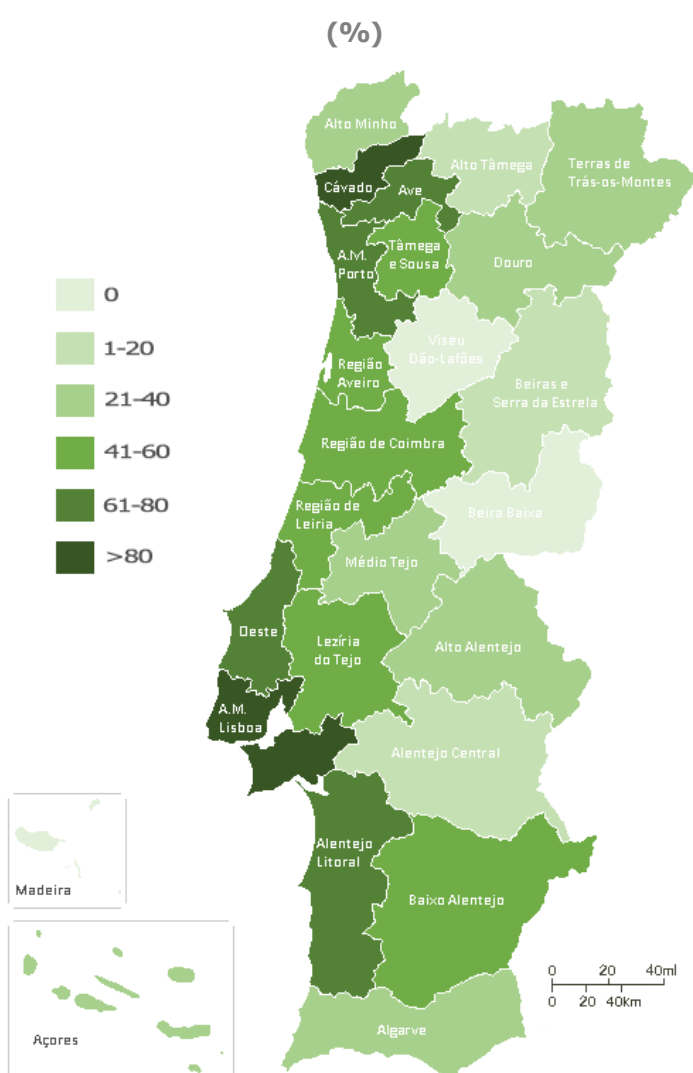 (%)
Alto Minho
Alto Tâmega
Terras de
Trás-os-Montes
Cávado
Ave
A.M.
Porto
Tâmega
e Sousa
Douro
0
1-20
21-40
41-60
61-80
>80
Viseu
Dão-Lafões
Região
Aveiro
Beiras e
Serra da Estrela
Região de Coimbra
Região de
Leiria
Beira Baixa
Médio Tejo
Oeste
Lezíria
do Tejo
Alto Alentejo
A.M.
Lisboa
Alentejo Central
Alentejo
Litoral
Baixo Alentejo
Madeira
Açores
Algarve
0 20 40ml
0 20 40km